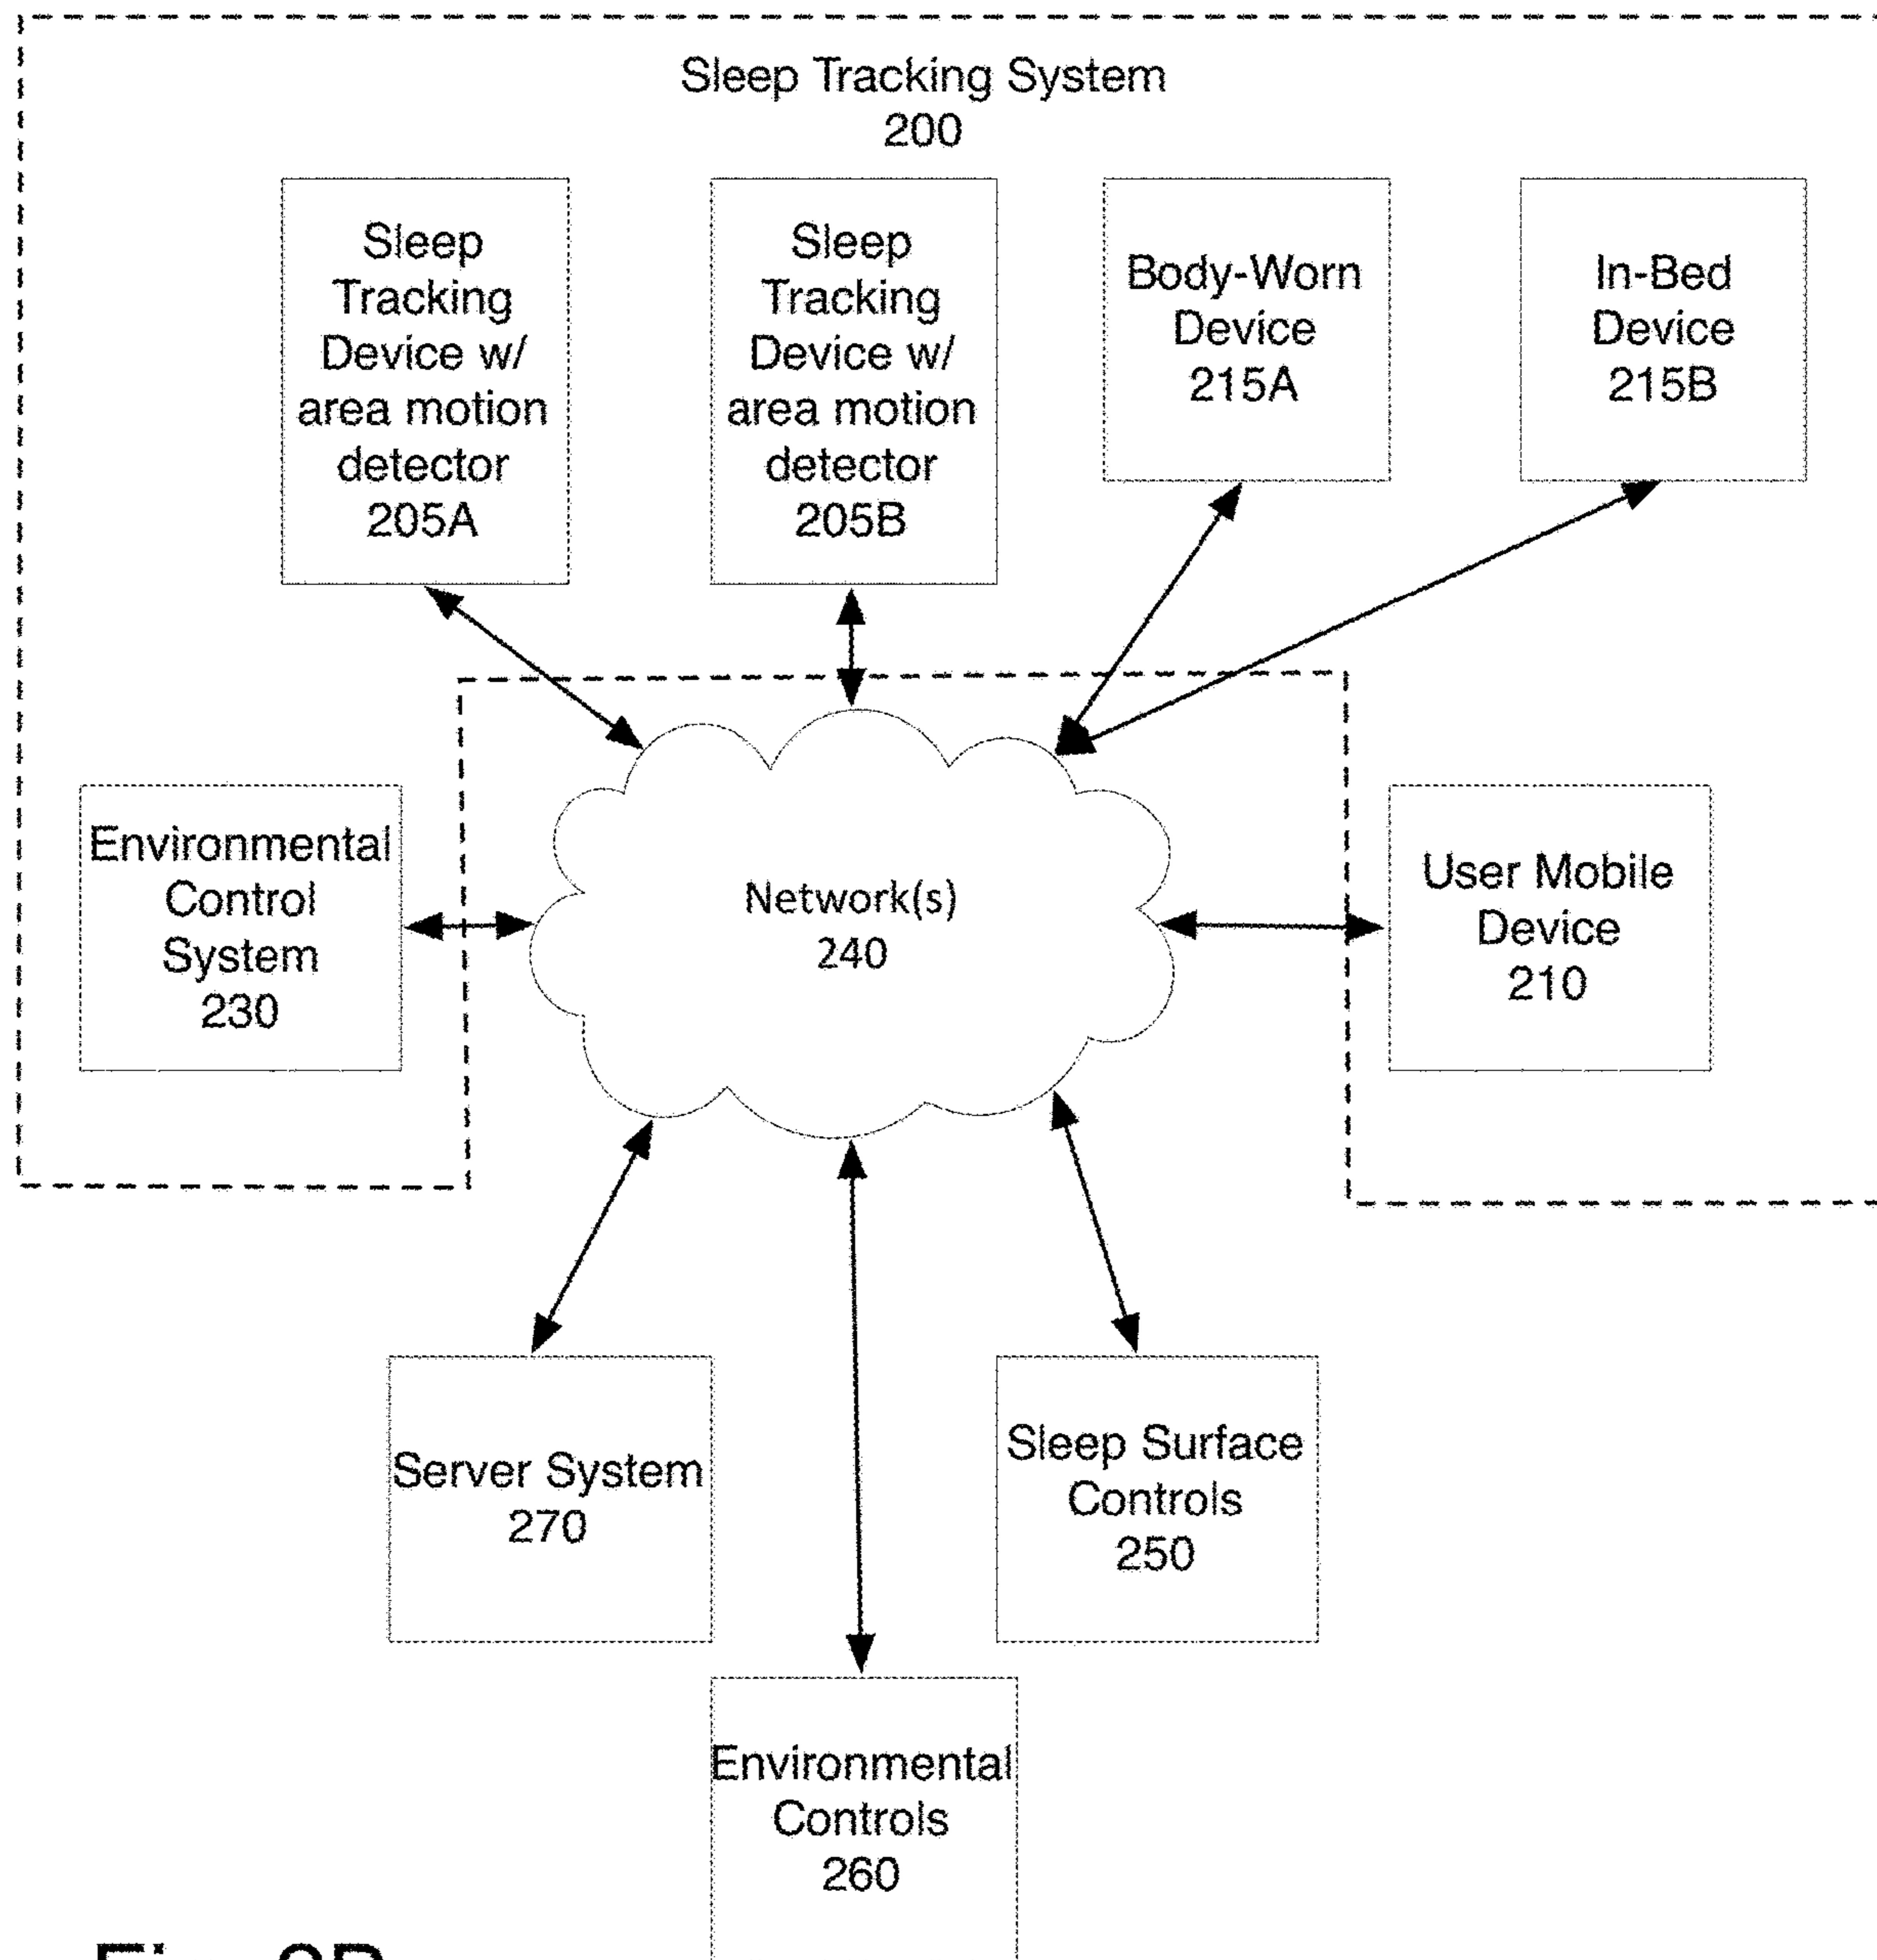 Sleep Tracking System
200
Sleep
Tracking
Device w/
area motion
detector
205A
Sleep
Tracking
Device w/
area motion
detector
205B
Body-Worn
Device
215A
In-Bed
Device
215B
Environmental
Control
System
230
Network(s)
240
User Mobile
Device
210
Server System
270
Sleep Surface
Controls
250
Environmental
Controls
260